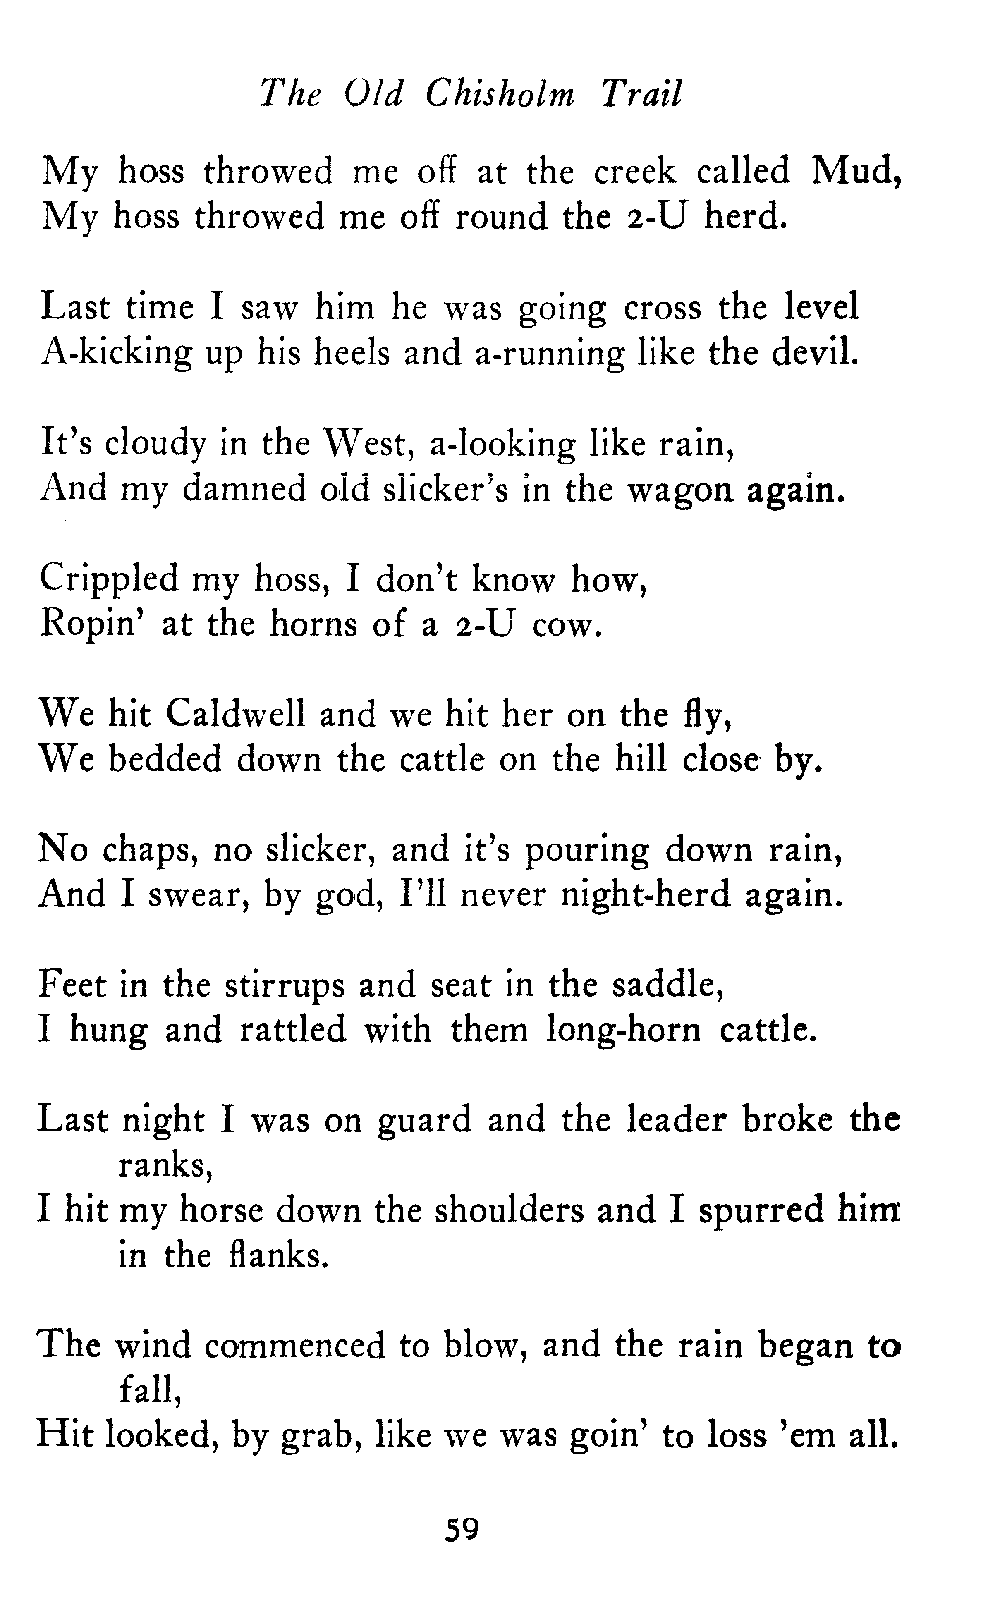 The Old Chisholm Trail
My hoss throwed me off at the creek called Mud,
My hoss throwed me off round the 2-U herd.
Last time I saw him he was going cross the level
A-kicking up his heels and a-running like the devil.
It's cloudy in the West, a-looking like rain,
And my damned old slicker's in the wagon again.
Crippled my hoss, I don't know how,
Ropin' at the horns of a 2-U cow.
We hit Caldwell and we hit her on the fly,
We bedded down the cattle on the hill close by.
No chaps, no slicker, and it's pouring down rain,
And I swear, by god, I'll never night-herd again.
Feet in the stirrups and seat in the saddle,
I hung and rattled with them long-horn cattle.
Last night I was on guard and the leader broke the
ranks,
I hit my horse down the shoulders and I spurred him
in the flanks.
The wind commenced to blow, and the rain began to
fall,
Hit looked, by grab, like we was goin' to loss 'em all.
59